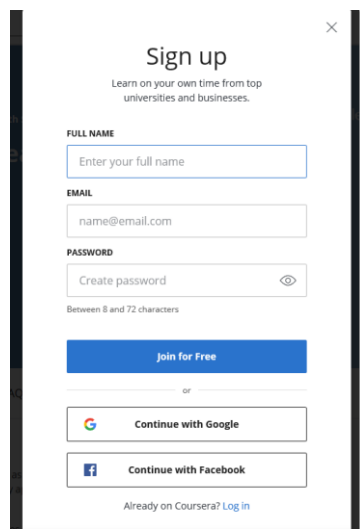 Sign up
Learn on your own time from top
universities and businesses.
FULL NAME
Enter your full name
EMAIL
name@email.com
PASSWORD
Create password
Between 8 and 72 characters
Join for Free
or
Continue with Google
Continue with Facebook
Already on Coursera? Log in